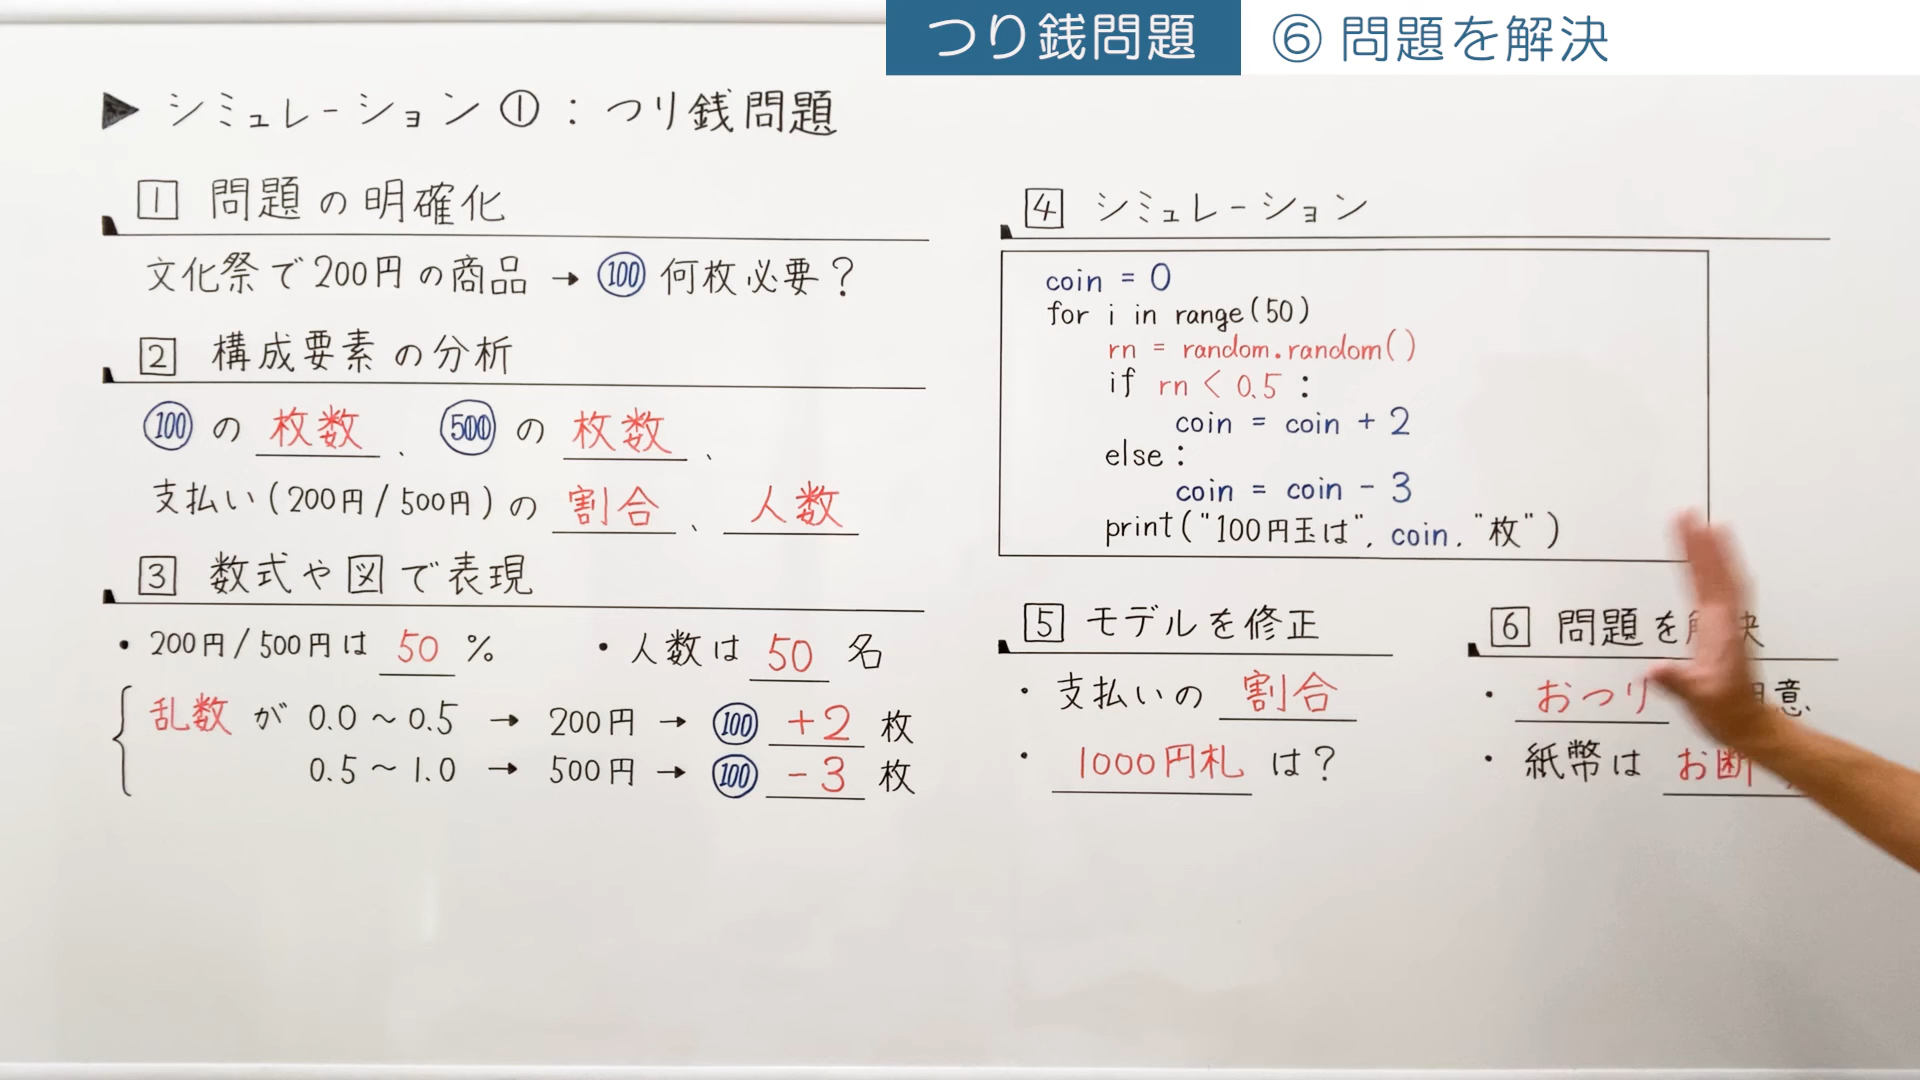 つり銭問題 ⑥ 問題を解決
▶ シミュレーション①：つり銭問題
1 問題の明確化
文化祭で200円の商品 → 100 何枚必要？
2 構成要素の分析
100 の 枚数、 500 の 枚数、
支払い(200円/500円)の 割合、 人数
3 数式や図で表現
・200円/500円は 50 % ・人数は 50 名
乱数 が 0.0 ～ 0.5 → 200円 → 100 +2 枚
0.5 ～ 1.0 → 500円 → 100 -3 枚
4 シミュレーション
coin = 0
for i in range(50)
rn = random.random()
if rn < 0.5 :
coin = coin + 2
else :
coin = coin - 3
print("100円玉は", coin, "枚")
5 モデルを修正
・支払いの 割合
・1000円札 は？
6 問題を 決
・おつり 意
・紙幣は お断